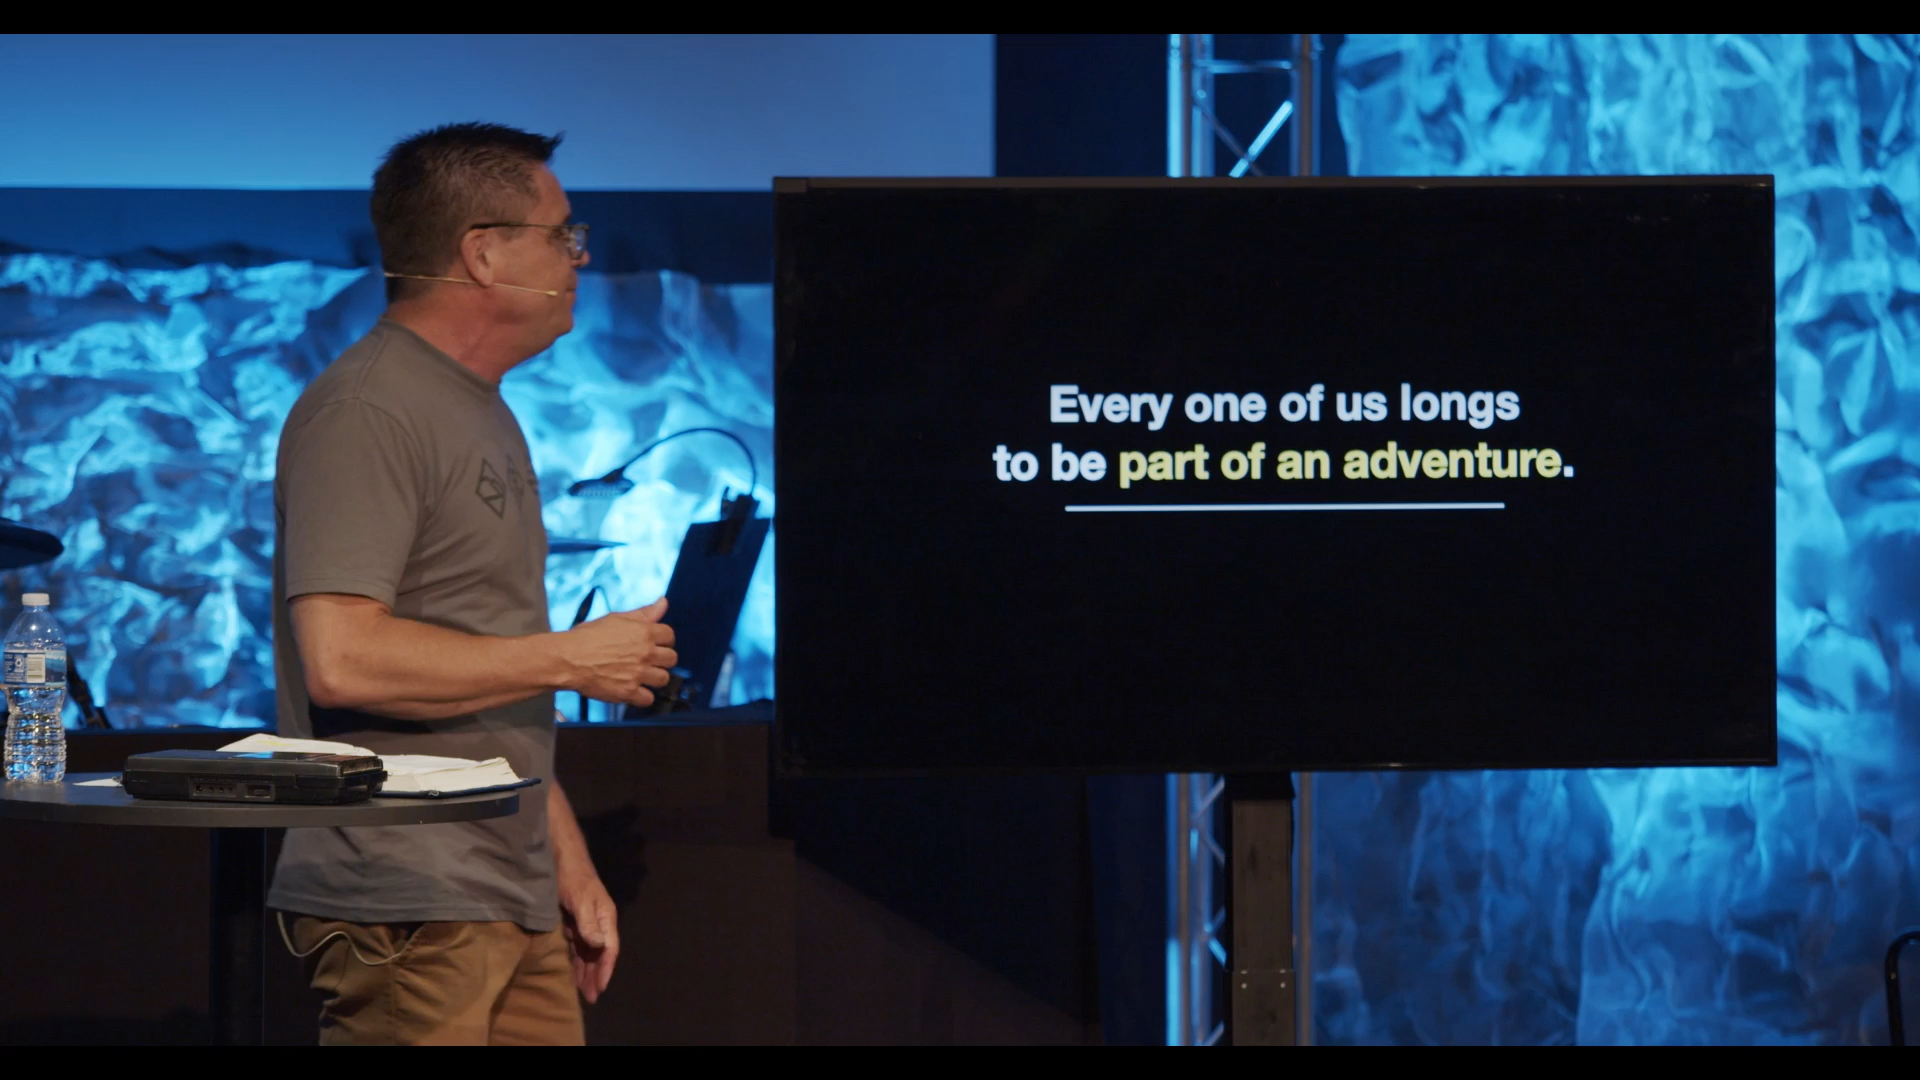 Every one of us longs
to be part of an adventure.